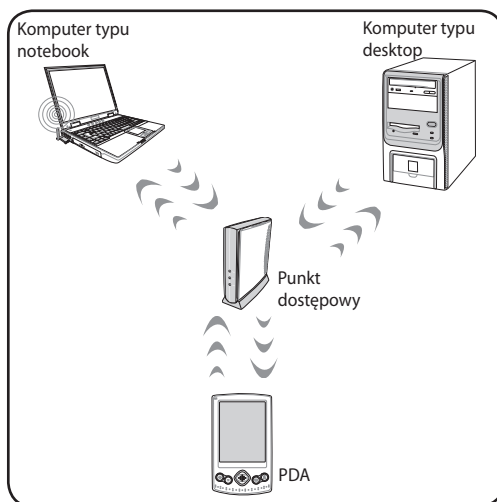 Komputer typu
notebook
Komputer typu
desktop
Punkt
dostępowy
PDA